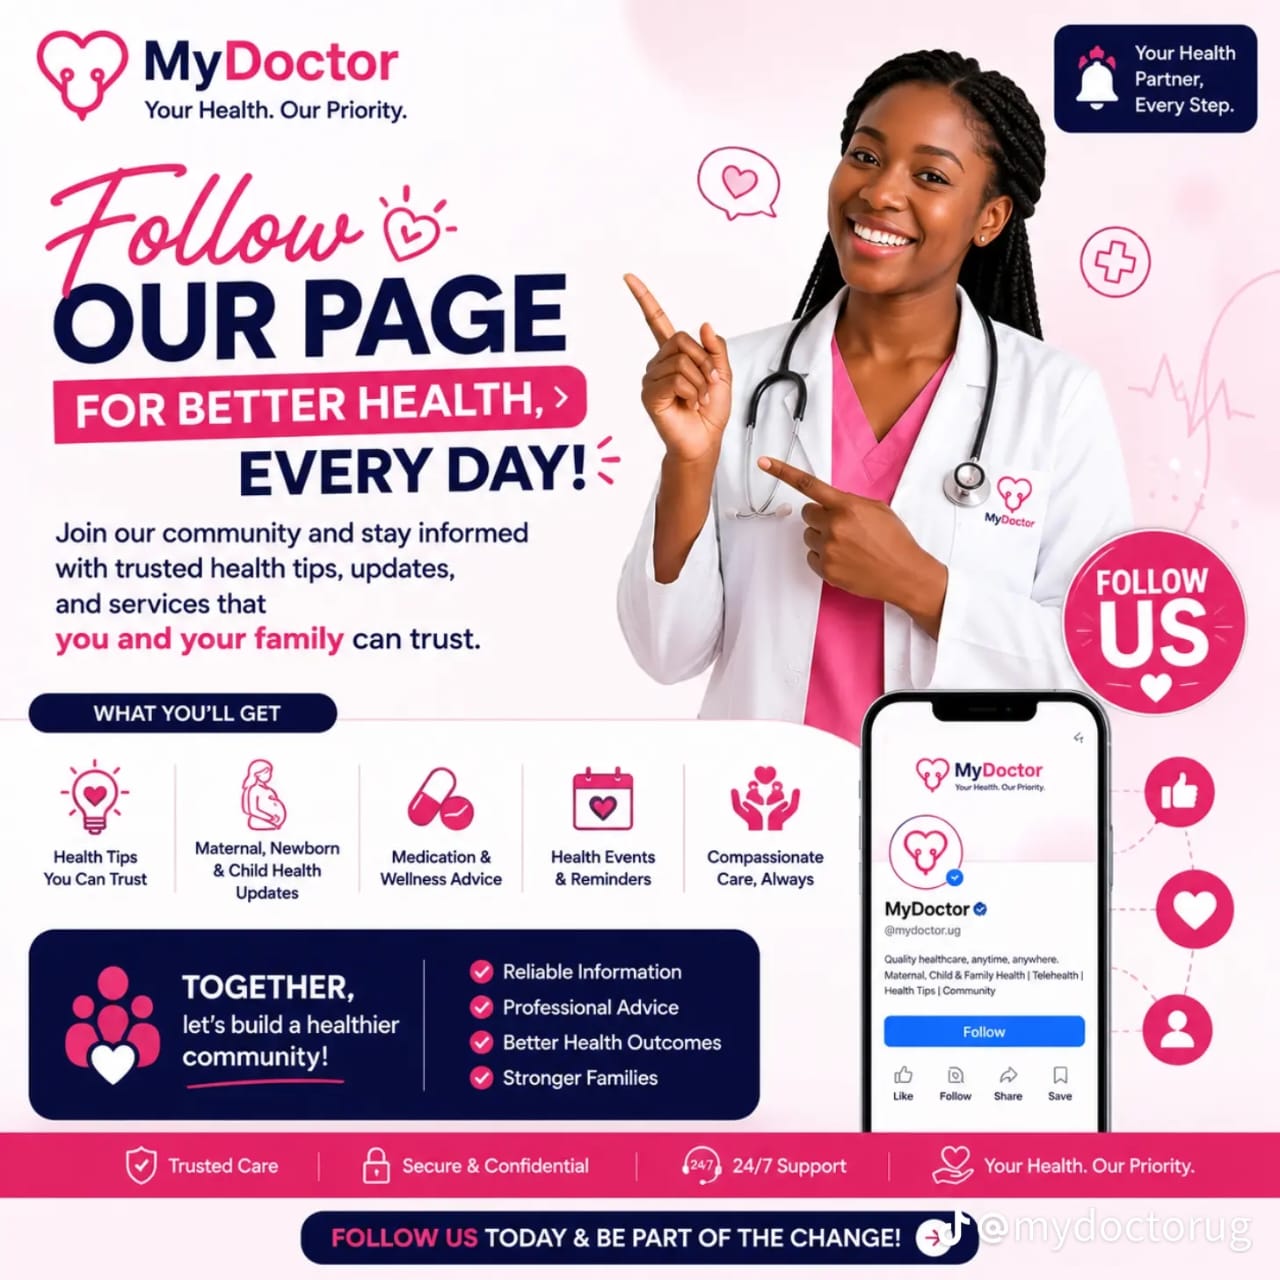 MyDoctor
Your Health. Our Priority.
Your Health
Partner,
Every Step.
Follow
OUR PAGE
FOR BETTER HEALTH,
EVERY DAY!
Join our community and stay informed
with trusted health tips, updates,
and services that
you and your family can trust.
MyDoctor
FOLLOW
US
WHAT YOU'LL GET
Health Tips
You Can Trust
Maternal, Newborn
& Child Health
Updates
Medication &
Wellness Advice
Health Events
& Reminders
Compassionate
Care, Always
MyDoctor
Your Health. Our Priority.
MyDoctor
@mydoctor.ug
Quality healthcare, anytime, anywhere.
Maternal, Child & Family Health | Telehealth |
Health Tips | Community
Follow
Like
Follow
Share
Save
TOGETHER,
let's build a healthier
community!
Reliable Information
Professional Advice
Better Health Outcomes
Stronger Families
Trusted Care
Secure & Confidential
24/7
24/7 Support
Your Health. Our Priority.
FOLLOW US TODAY & BE PART OF THE CHANGE!
@mydoctorug